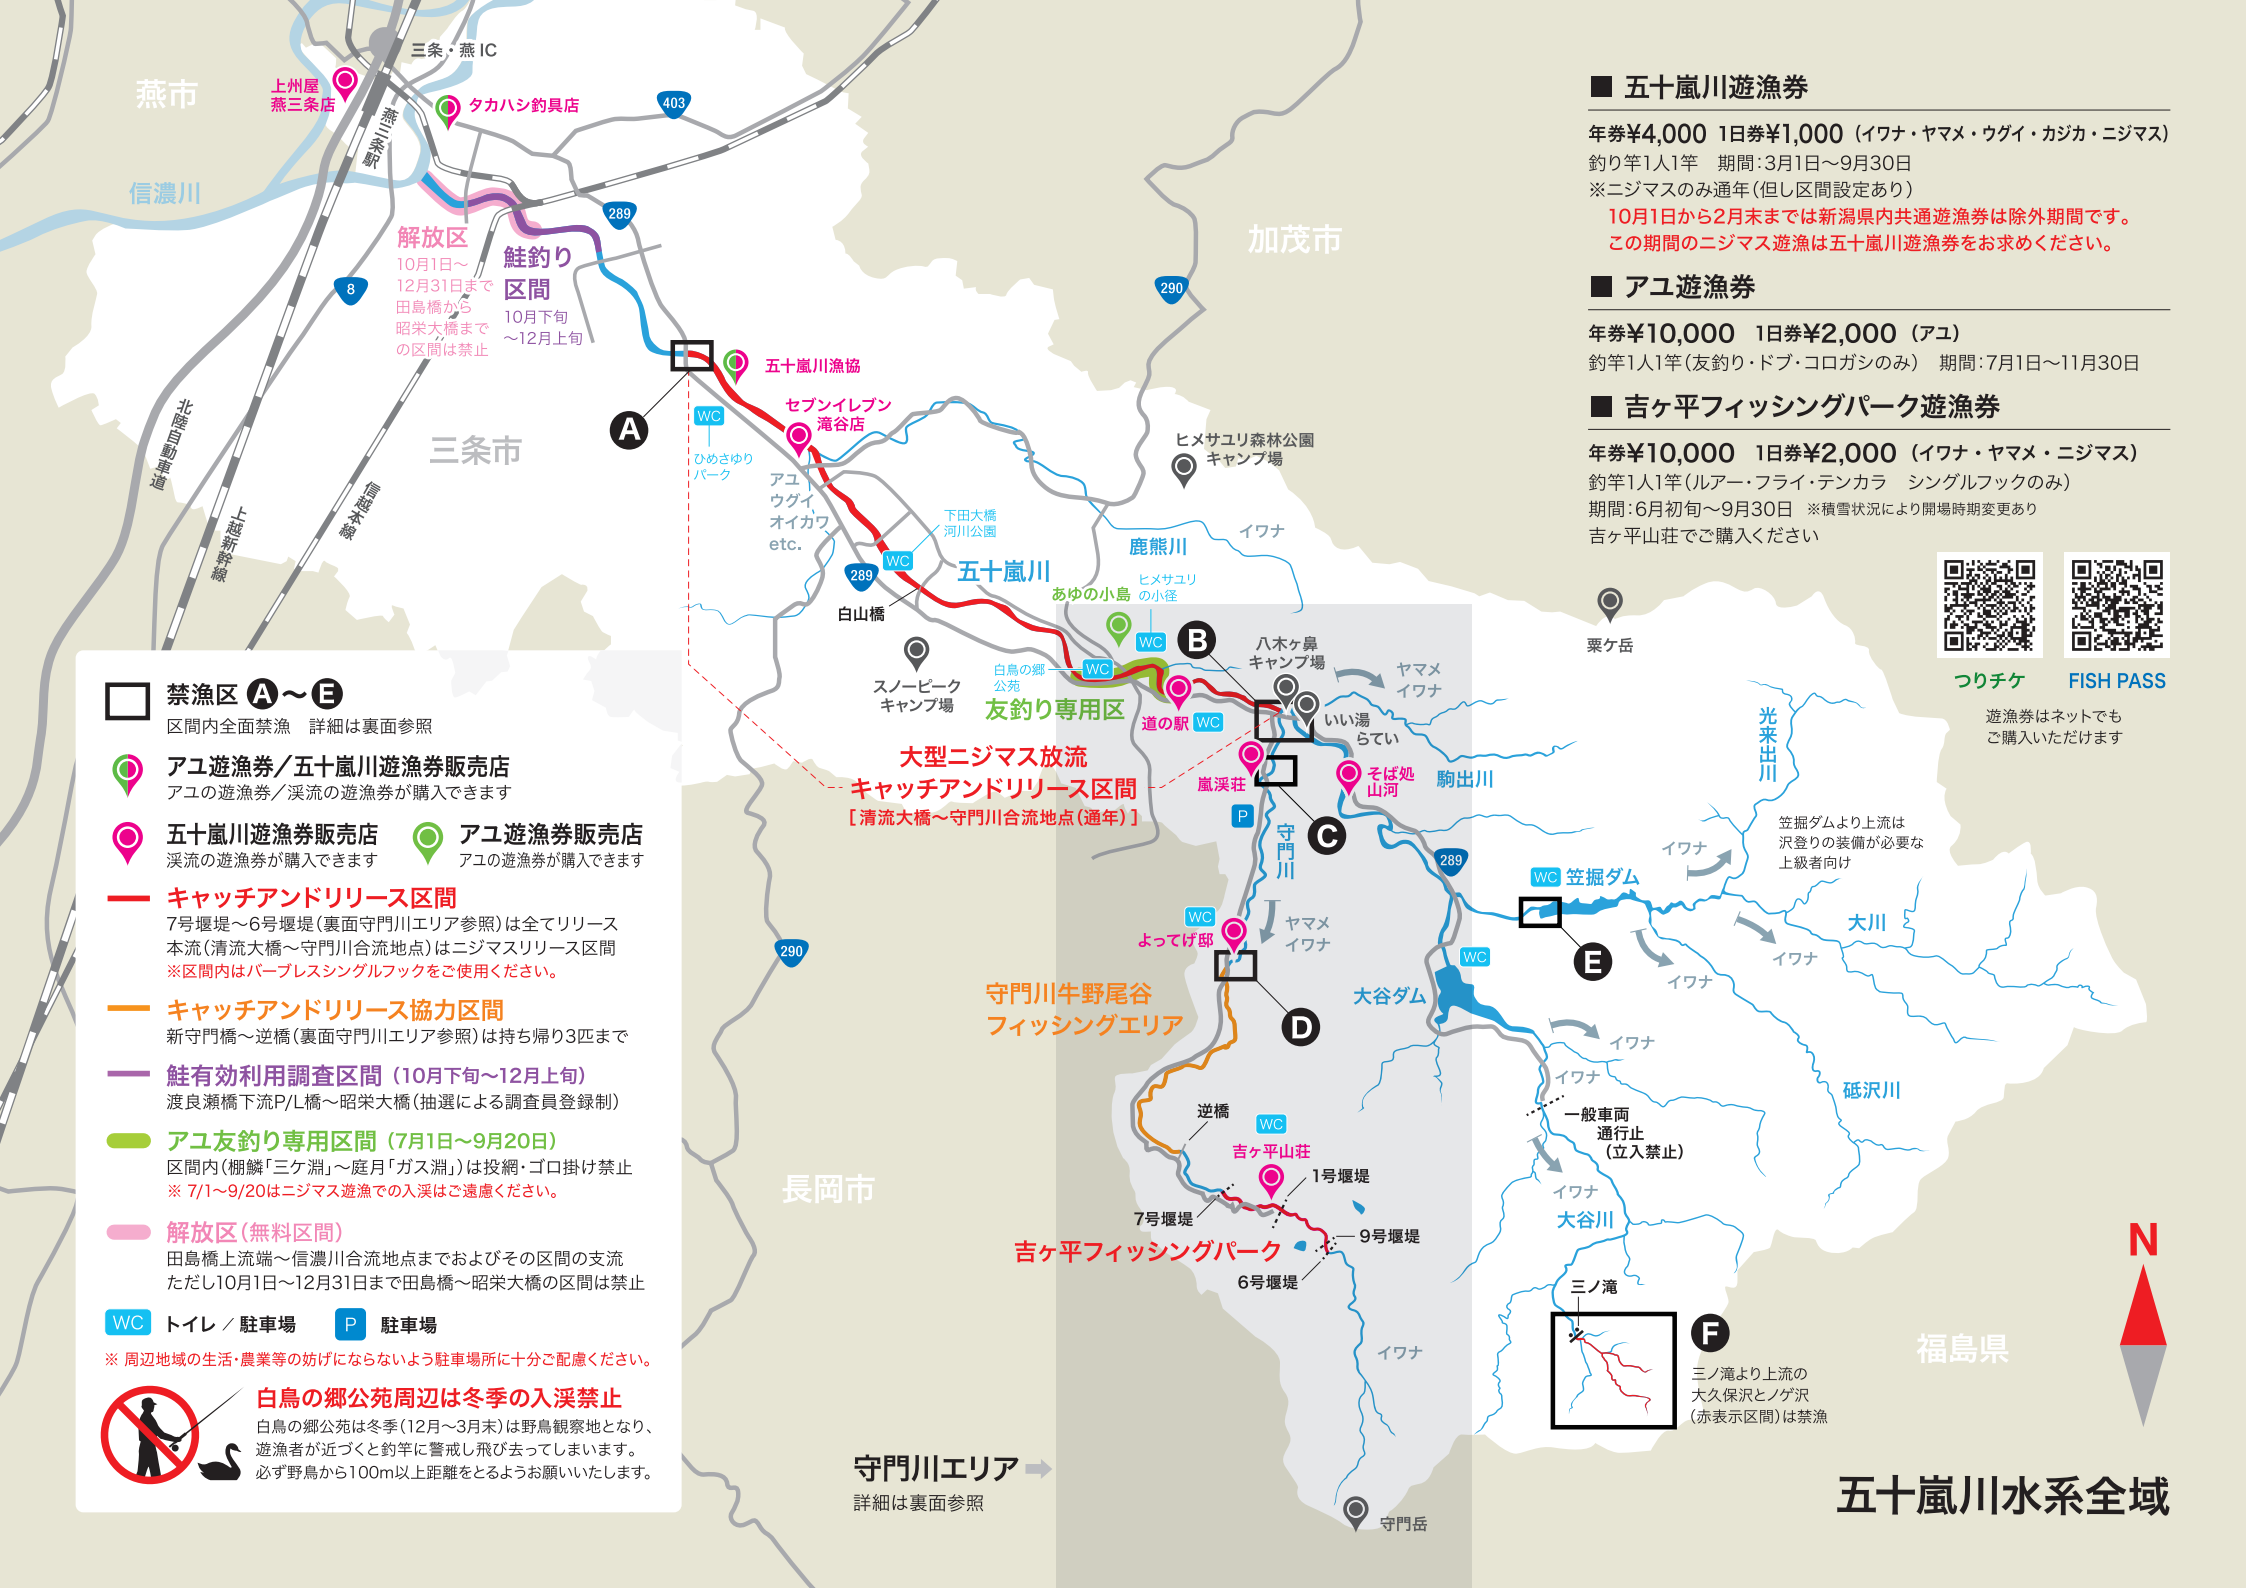 三条・燕IC
上州屋
燕三条店
タカハシ釣具店
403
燕市
燕三条駅
信濃川
289
加茂市
解放区
10月1日〜
12月31日まで
田島橋から
昭栄大橋まで
の区間は禁止
鮭釣り
区間
10月下旬
〜12月上旬
8
290
A
五十嵐川漁協
セブンイレブン
滝谷店
WC
ひめさゆり
パーク
北陸自動車道
三条市
上越新幹線
信越本線
アユ
ウグイ
オイカワ
etc.
下田大橋
河川公園
WC
289
五十嵐川
白山橋
ヒメサユリ森林公園
キャンプ場
鹿熊川
イワナ
あゆの小島
ヒメサユリ
の小径
WC
B
八木ヶ鼻
キャンプ場
ヤマメ
イワナ
スノーピーク
キャンプ場
白鳥の郷
公苑
WC
友釣り専用区
道の駅
WC
いい湯
らてい
大型ニジマス放流
キャッチアンドリリース区間
[清流大橋〜守門川合流地点(通年)]
嵐渓荘
そば処
山河
駒出川
P
C
守門川
289
粟ケ岳
光来出川
笠掘ダムより上流は
沢登りの装備が必要な
上級者向け
イワナ
WC
笠掘ダム
大川
E
イワナ
イワナ
WC
よってげ邸
ヤマメ
イワナ
290
守門川牛野尾谷
フィッシングエリア
D
WC
大谷ダム
イワナ
イワナ
砥沢川
一般車両
通行止
(立入禁止)
イワナ
大谷川
長岡市
逆橋
WC
吉ヶ平山荘
1号堰堤
7号堰堤
9号堰堤
6号堰堤
吉ヶ平フィッシングパーク
イワナ
三ノ滝
F
三ノ滝より上流の
大久保沢とノゲ沢
(赤表示区間)は禁漁
福島県
N
守門川エリア
詳細は裏面参照
守門岳
五十嵐川水系全域
■ 五十嵐川遊漁券
年券¥4,000 1日券¥1,000(イワナ・ヤマメ・ウグイ・カジカ・ニジマス)
釣り竿1人1竿 期間:3月1日〜9月30日
※ニジマスのみ通年(但し区間設定あり)
10月1日から2月末までは新潟県内共通遊漁券は除外期間です。
この期間のニジマス遊漁は五十嵐川遊漁券をお求めください。
■ アユ遊漁券
年券¥10,000 1日券¥2,000(アユ)
釣竿1人1竿(友釣り・ドブ・コロガシのみ) 期間:7月1日〜11月30日
■ 吉ヶ平フィッシングパーク遊漁券
年券¥10,000 1日券¥2,000(イワナ・ヤマメ・ニジマス)
釣竿1人1竿(ルアー・フライ・テンカラ シングルフックのみ)
期間:6月初旬〜9月30日 ※積雪状況により開場時期変更あり
吉ヶ平山荘でご購入ください
つりチケ
FISH PASS
遊漁券はネットでも
ご購入いただけます
禁漁区 A〜E
区間内全面禁漁 詳細は裏面参照
アユ遊漁券/五十嵐川遊漁券販売店
アユの遊漁券/渓流の遊漁券が購入できます
五十嵐川遊漁券販売店
渓流の遊漁券が購入できます
アユ遊漁券販売店
アユの遊漁券が購入できます
キャッチアンドリリース区間
7号堰堤〜6号堰堤(裏面守門川エリア参照)は全てリリース
本流(清流大橋〜守門川合流地点)はニジマスリリース区間
※区間内はバーブレスシングルフックをご使用ください。
キャッチアンドリリース協力区間
新守門橋〜逆橋(裏面守門川エリア参照)は持ち帰り3匹まで
鮭有効利用調査区間(10月下旬〜12月上旬)
渡良瀬橋下流P/L橋〜昭栄大橋(抽選による調査員登録制)
アユ友釣り専用区間(7月1日〜9月20日)
区間内(棚鱗「三ケ淵」〜庭月「ガス淵」)は投網・ゴロ掛け禁止
※ 7/1〜9/20はニジマス遊漁での入渓はご遠慮ください。
解放区(無料区間)
田島橋上流端〜信濃川合流地点までおよびその区間の支流
ただし10月1日〜12月31日まで田島橋〜昭栄大橋の区間は禁止
WC トイレ / 駐車場
P 駐車場
※ 周辺地域の生活・農業等の妨げにならないよう駐車場所に十分ご配慮ください。
白鳥の郷公苑周辺は冬季の入渓禁止
白鳥の郷公苑は冬季(12月〜3月末)は野鳥観察地となり、
遊漁者が近づくと釣竿に警戒し飛び去ってしまいます。
必ず野鳥から100m以上距離をとるようお願いいたします。